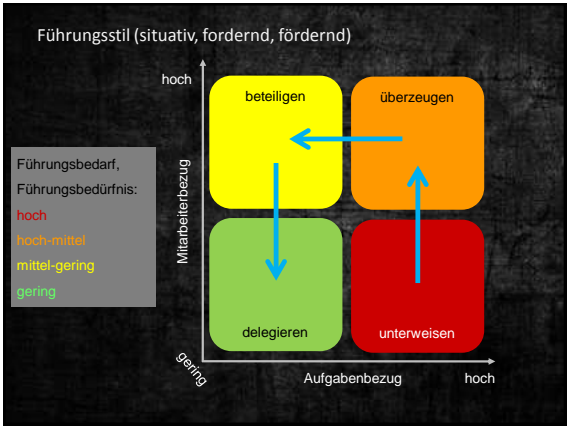 Führungsstil (situativ, fordernd, fördernd)
hoch
beteiligen
überzeugen
Führungsbedarf,
Führungsbedürfnis:
hoch
hoch-mittel
mittel-gering
gering
Mitarbeiterbezug
delegieren
unterweisen
gering
Aufgabenbezug
hoch